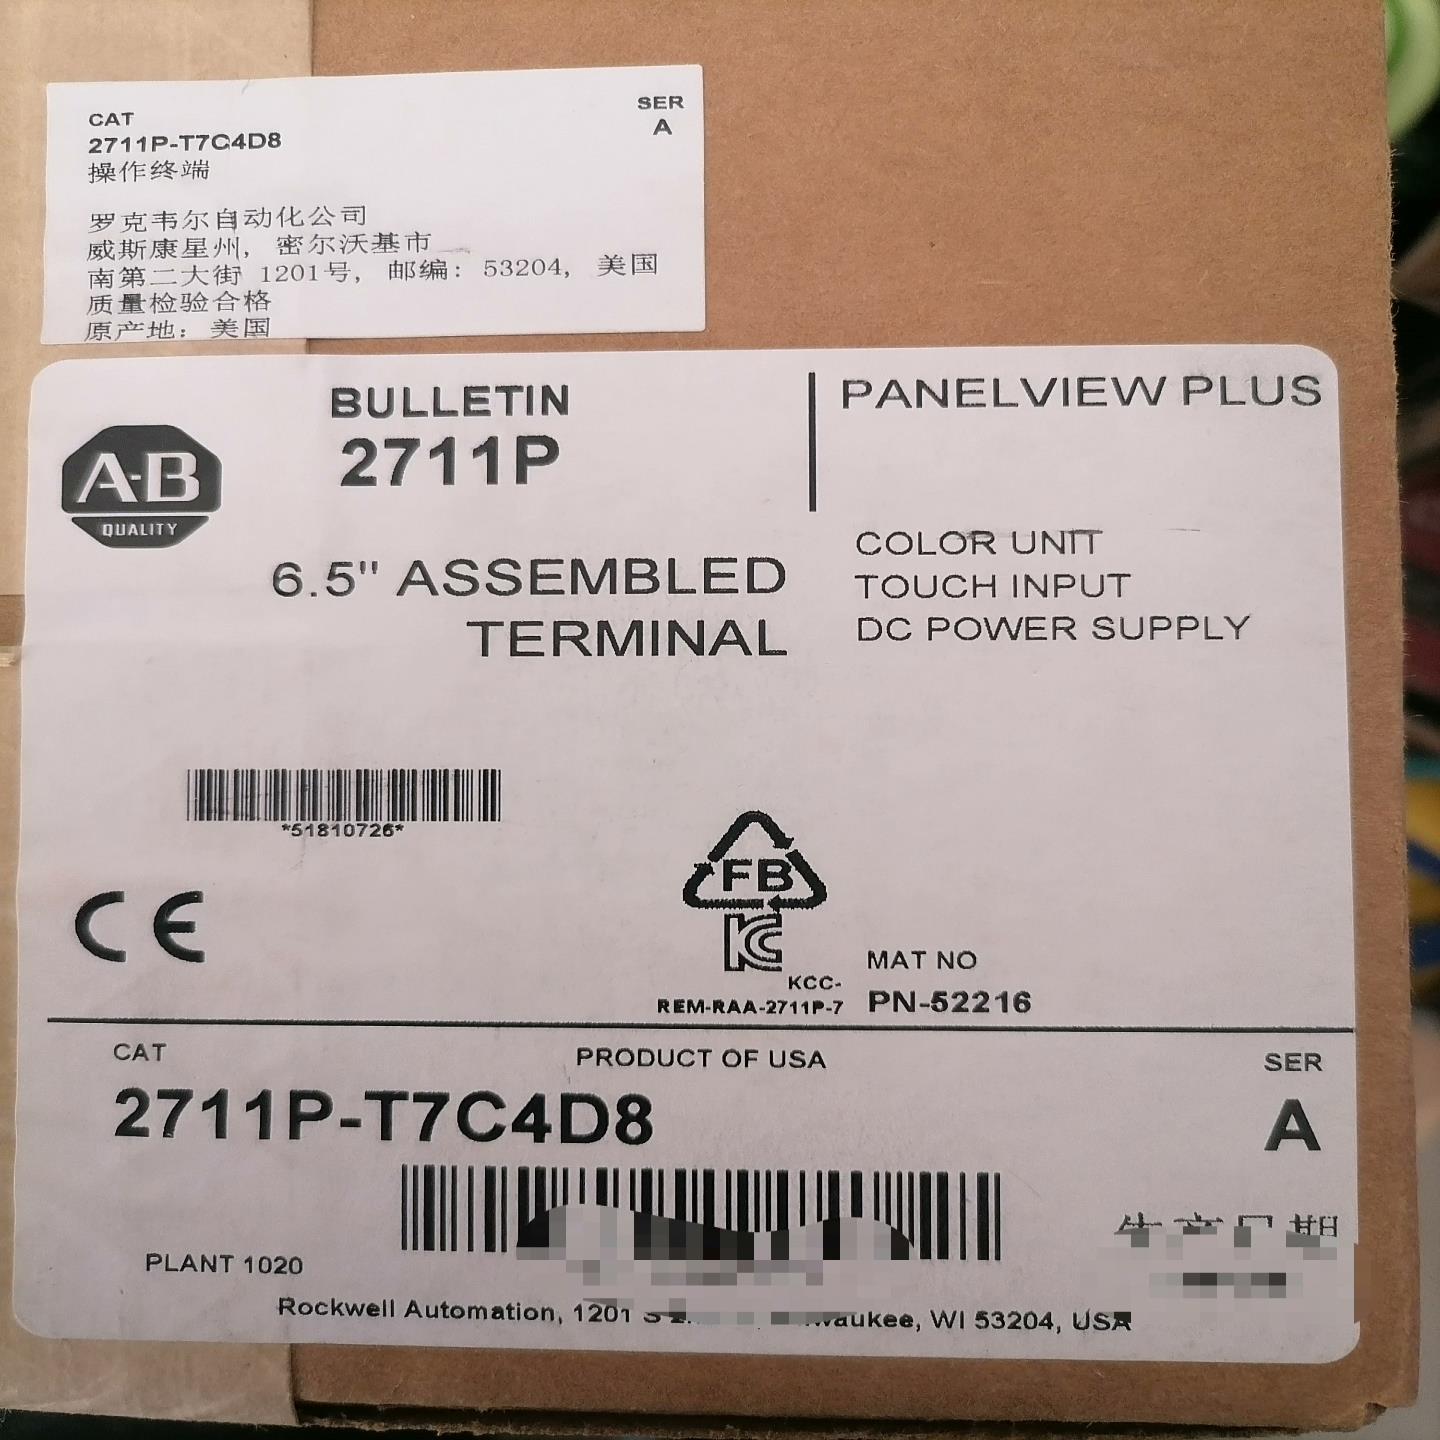 CAT
SER
2711P-T7C4D8
A
操作终端
罗克韦尔自动化公司
威斯康星州, 密尔沃基市
南第二大街 1201号, 邮编: 53204, 美国
质量检验合格
原产地: 美国
BULLETIN
2711P
PANELVIEW PLUS
A-B
QUALITY
6.5" ASSEMBLED
TERMINAL
COLOR UNIT
TOUCH INPUT
DC POWER SUPPLY
*51810726*
CE
FB
KC
KCC-
REM-RAA-2711P-7
MAT NO
PN-52216
CAT
PRODUCT OF USA
SER
2711P-T7C4D8
A
PLANT 1020
生产日期
Rockwell Automation, 1201 S WI 53204, USA